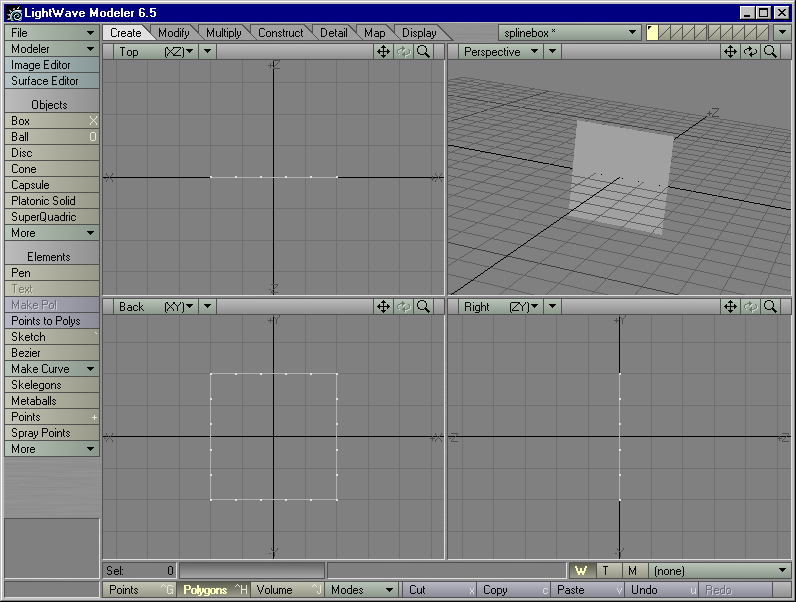 LightWave Modeler 6.5
File
Modeler
Image Editor
Surface Editor
Objects
Box X
Ball O
Disc
Cone
Capsule
Platonic Solid
SuperQuadric
More
Elements
Pen
Text
Make Pol
Points to Polys
Sketch `
Bezier
Make Curve
Skelegons
Metaballs
Points +
Spray Points
More
Create Modify Multiply Construct Detail Map Display splinebox *
Top (XZ)
Perspective
Back (XY)
Right (ZY)
Sel: 0
W T M (none)
Points ^G Polygons ^H Volume ^J Modes Cut x Copy c Paste v Undo u Redo